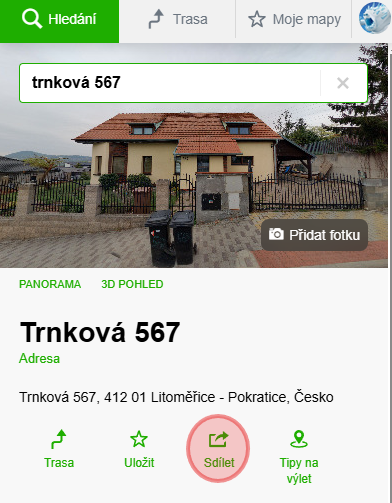 Hledání Trasa Moje mapy
trnková 567
Přidat fotku
PANORAMA 3D POHLED
Trnková 567
Adresa
Trnková 567, 412 01 Litoměřice - Pokratice, Česko
Trasa Uložit Sdílet Tipy na
výlet